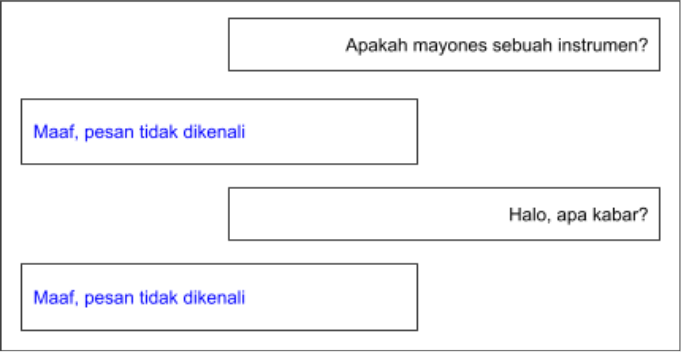 Apakah mayones sebuah instrumen?
Maaf, pesan tidak dikenali
Halo, apa kabar?
Maaf, pesan tidak dikenali